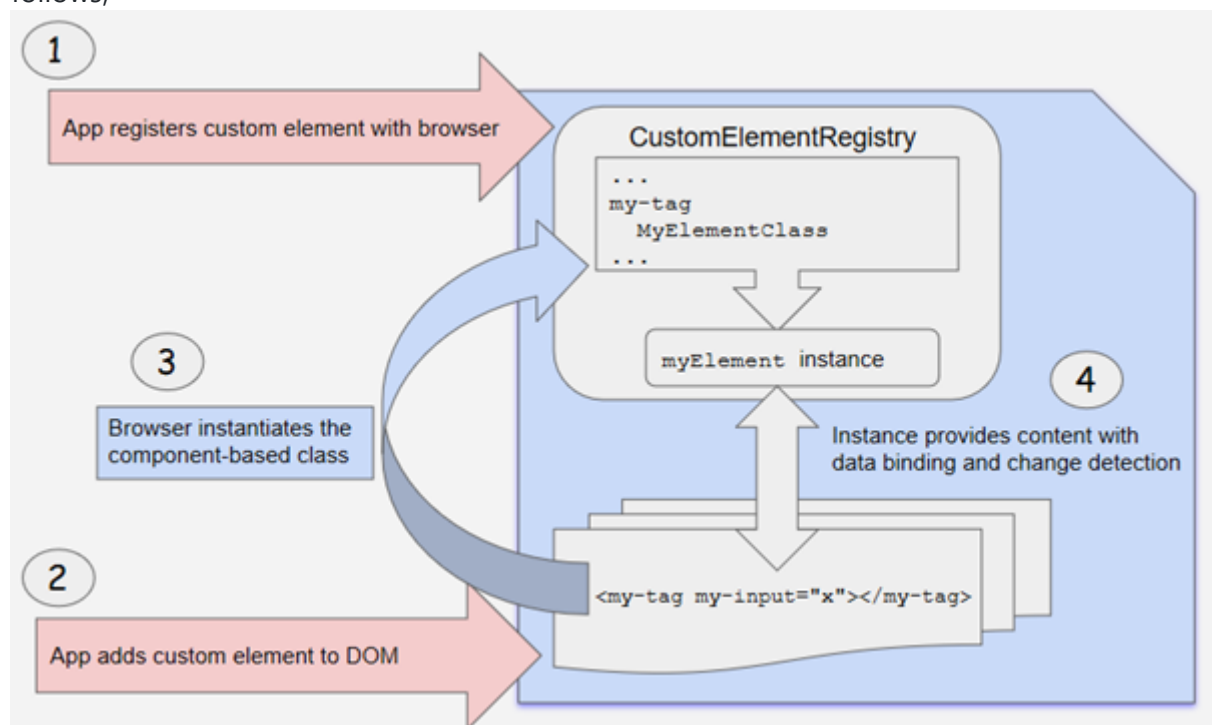 follows,
1
App registers custom element with browser
CustomElementRegistry
...
my-tag
MyElementClass
...
myElement instance
3
Browser instantiates the
component-based class
4
Instance provides content with
data binding and change detection
2
<my-tag my-input="x"></my-tag>
App adds custom element to DOM